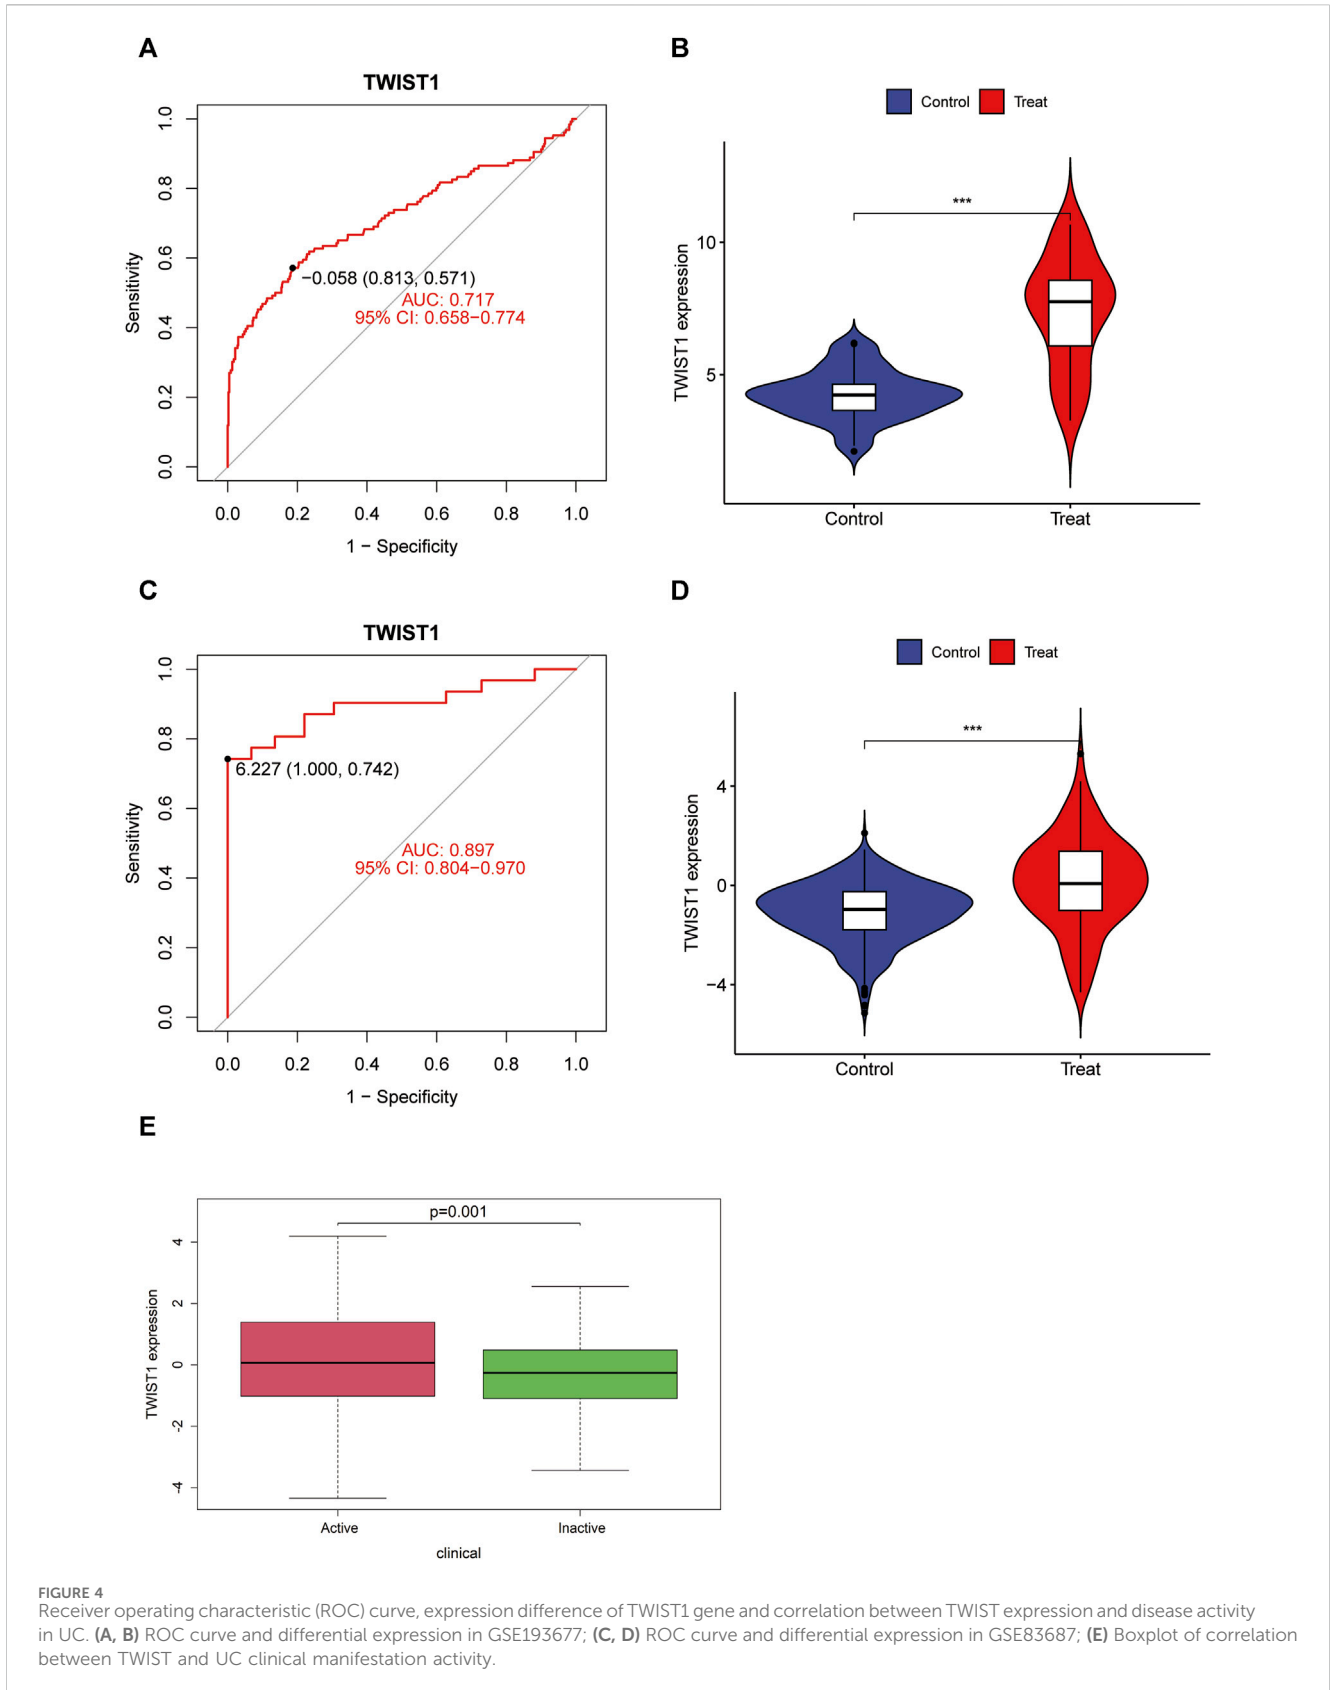 A
TWIST1
Sensitivity
0.0 0.2 0.4 0.6 0.8 1.0
−0.058 (0.813, 0.571)
AUC: 0.717
95% CI: 0.658−0.774
0.0 0.2 0.4 0.6 0.8 1.0
1 − Specificity
B
Control Treat
TWIST1 expression
10
5
***
Control Treat
C
TWIST1
Sensitivity
0.0 0.2 0.4 0.6 0.8 1.0
6.227 (1.000, 0.742)
AUC: 0.897
95% CI: 0.804−0.970
0.0 0.2 0.4 0.6 0.8 1.0
1 − Specificity
D
Control Treat
TWIST1 expression
4
0
−4
***
Control Treat
E
p=0.001
TWIST1 expression
-4 -2 0 2 4
Active Inactive
clinical
FIGURE 4
Receiver operating characteristic (ROC) curve, expression difference of TWIST1 gene and correlation between TWIST expression and disease activity
in UC. (A, B) ROC curve and differential expression in GSE193677; (C, D) ROC curve and differential expression in GSE83687; (E) Boxplot of correlation
between TWIST and UC clinical manifestation activity.